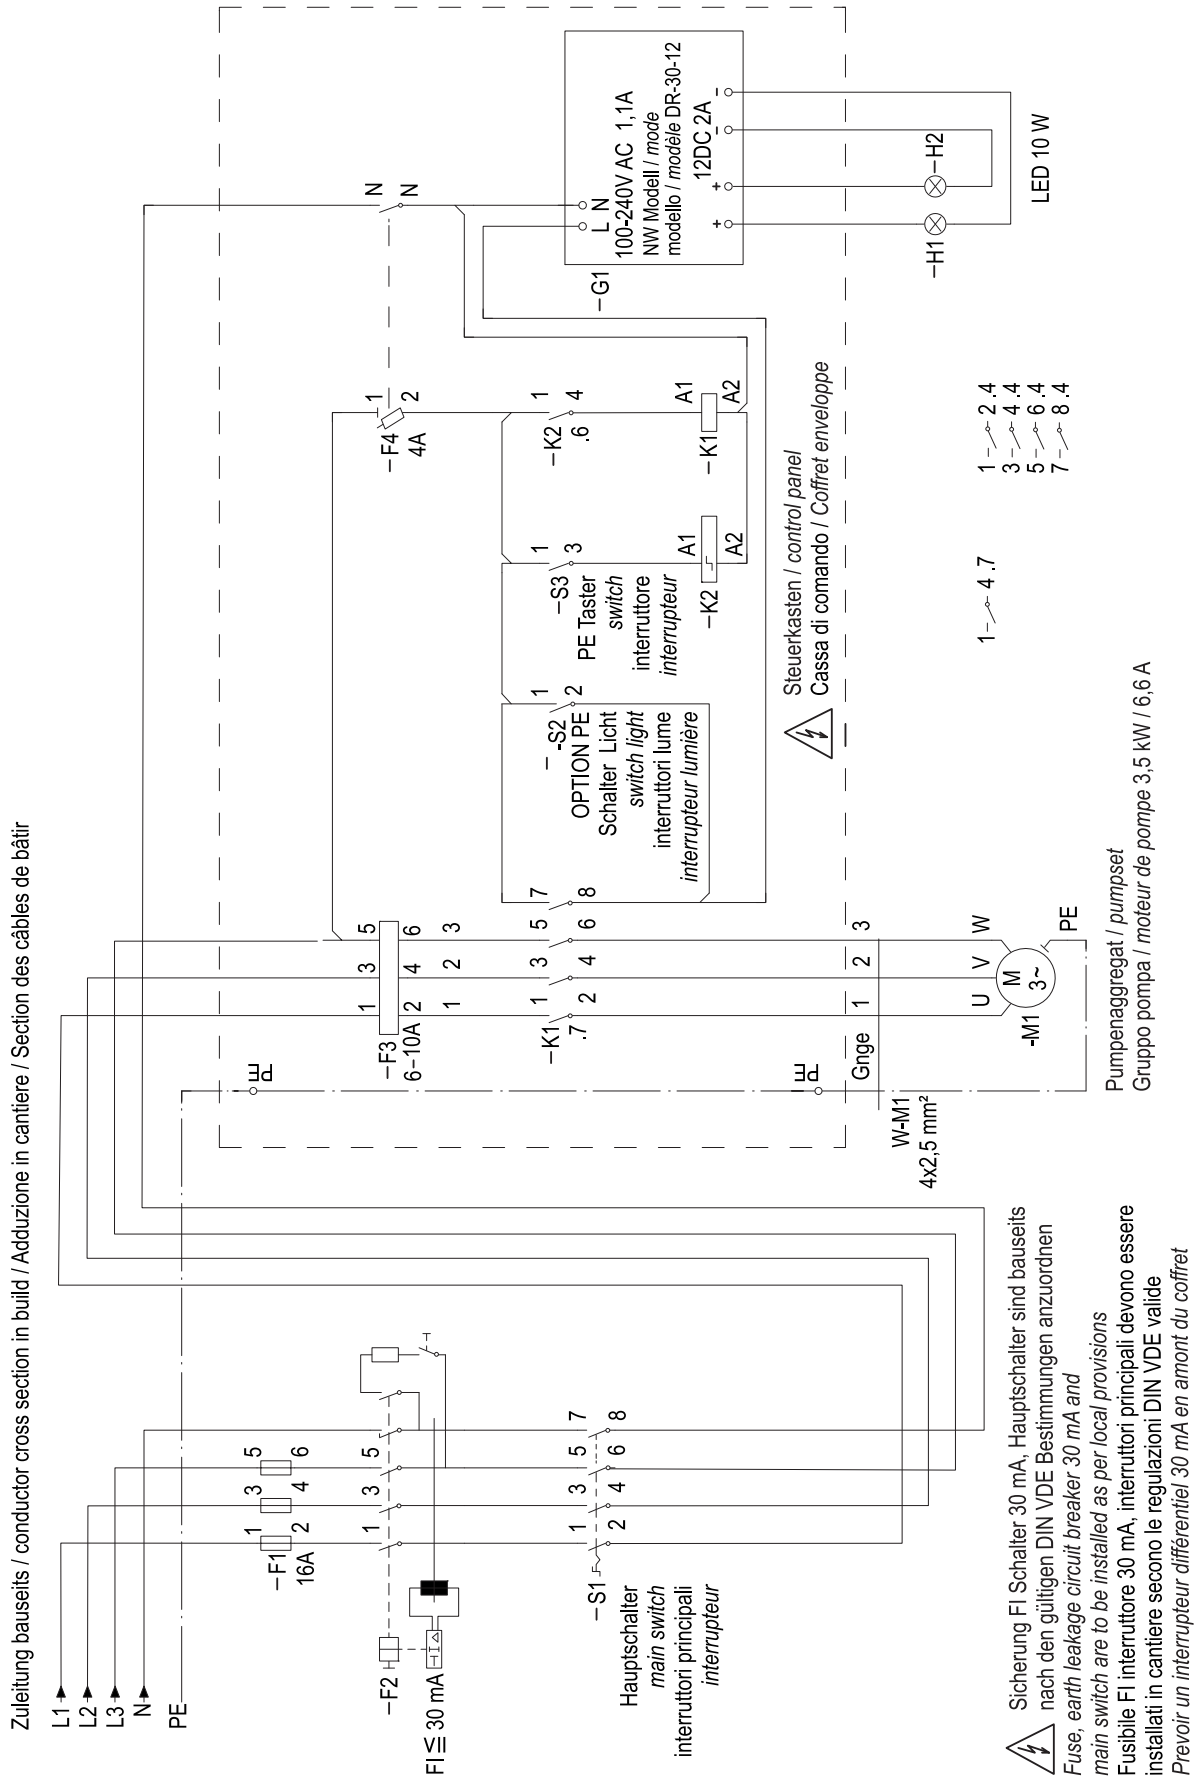 Zuleitung bauseits / conductor cross section in build / Adduzione in cantiere / Section des câbles de bâtir
L1
L2
L3
N
PE
–F1
16A
1
2
3
4
5
6
–F2
FI ≦ 30 mA
1
3
5
–S1
1
2
3
4
5
6
7
8
Hauptschalter
main switch
interruttori principali
interrupteur
Sicherung FI Schalter 30 mA, Hauptschalter sind bauseits
nach den gültigen DIN VDE Bestimmungen anzuordnen
Fuse, earth leakage circuit breaker 30 mA and
main switch are to be installed as per local provisions
Fusibile FI interruttore 30 mA, interruttori principali devono essere
installati in cantiere secono le regulazioni DIN VDE valide
Prevoir un interrupteur différentiel 30 mA en amont du coffret
PE
PE
–F3
6–10A
1
2
3
4
5
6
1
2
3
–K1
.7
1
2
3
4
5
6
7
8
Gnge
1
2
3
W-M1
4x2,5 mm²
U
V
W
M
3~
-M1
PE
Pumpenaggregat / pumpset
Gruppo pompa / moteur de pompe 3,5 kW / 6,6 A
– -S2
1
2
OPTION PE
Schalter Licht
switch light
interruttori lume
interrupteur lumière
–S3
1
3
PE Taster
switch
interruttore
interrupteur
–K2
A1
A2
–F4
4A
1
2
–K2
.6
1
4
–K1
A1
A2
Steuerkasten / control panel
Cassa di comando / Coffret enveloppe
1 4 .7
1 2 .4
3 4 .4
5 6 .4
7 8 .4
N
N
–G1
L N
100-240V AC 1,1A
NW Modell / mode
modello / modèle DR-30-12
12DC 2A
+ + – –
–H1
–H2
LED 10 W